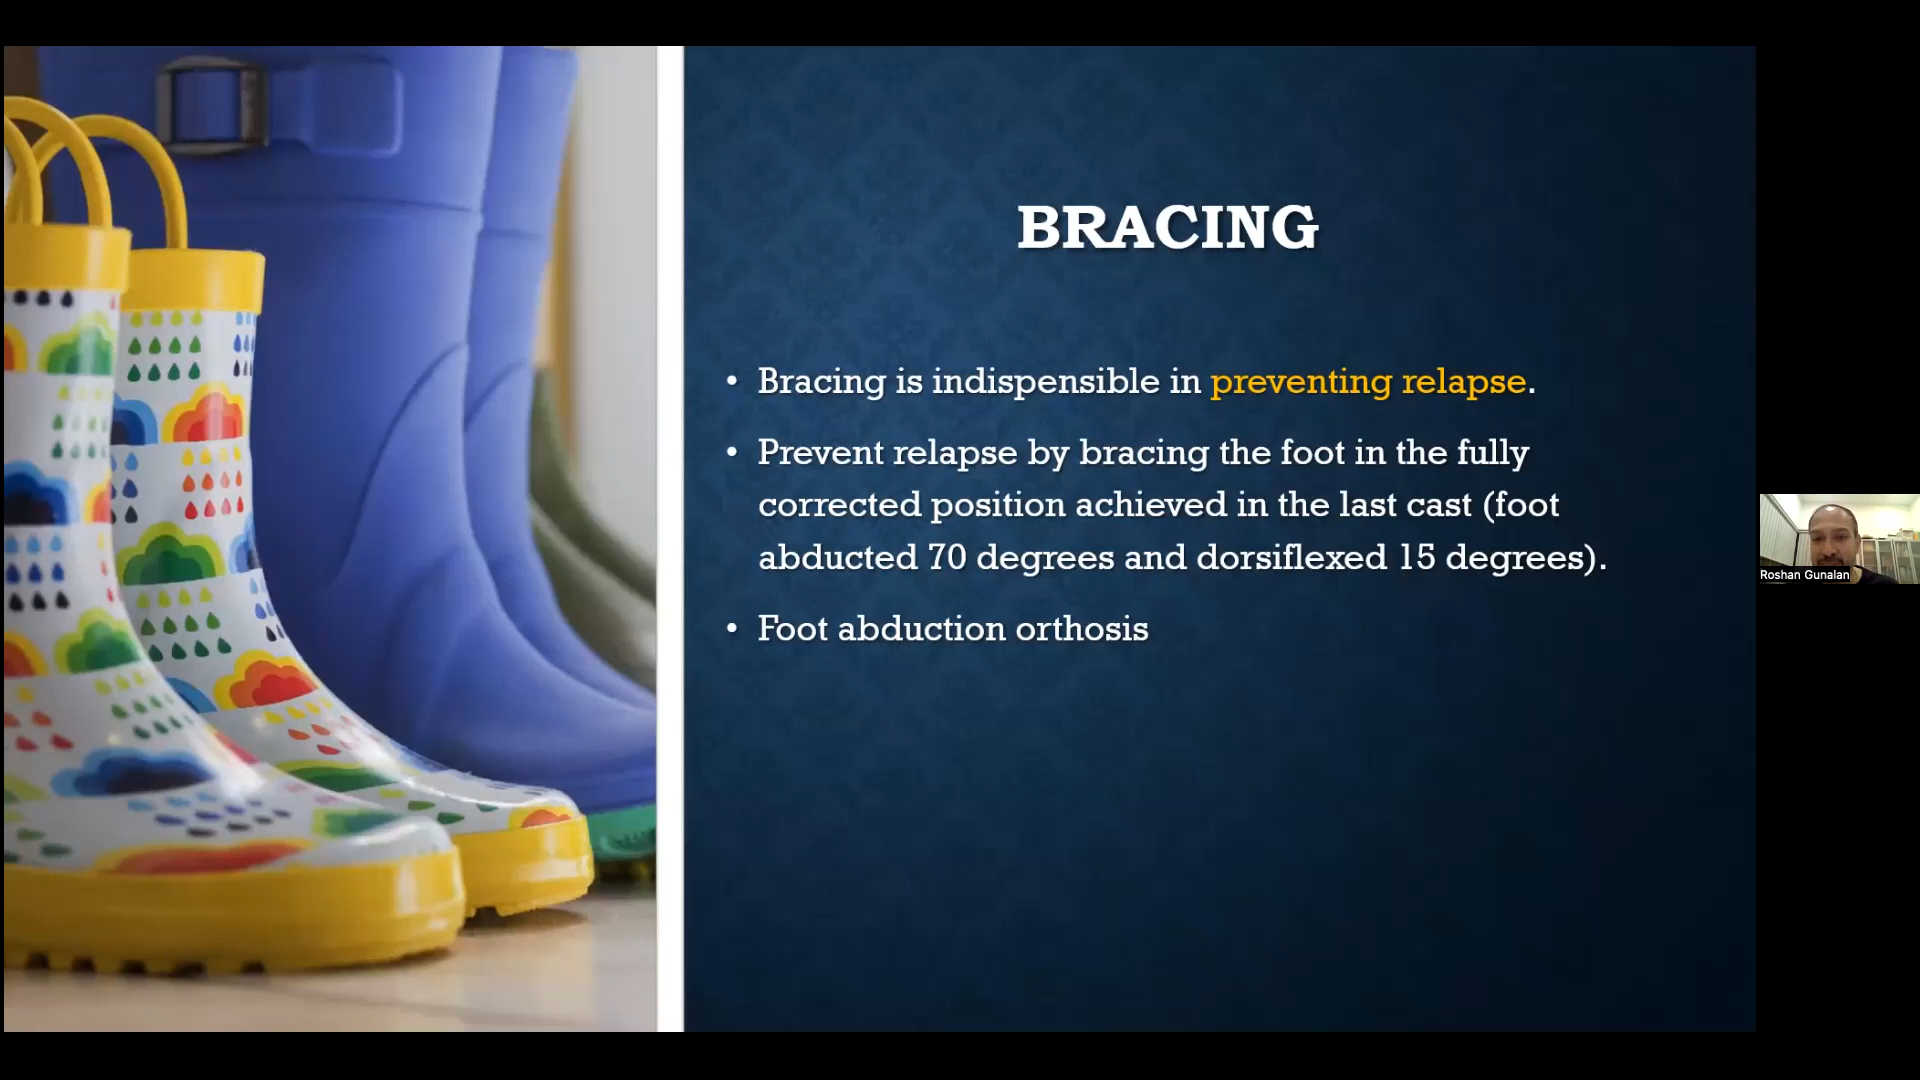 BRACING
• Bracing is indispensible in preventing relapse.
• Prevent relapse by bracing the foot in the fully
corrected position achieved in the last cast (foot
abducted 70 degrees and dorsiflexed 15 degrees).
• Foot abduction orthosis
Roshan Gunalan